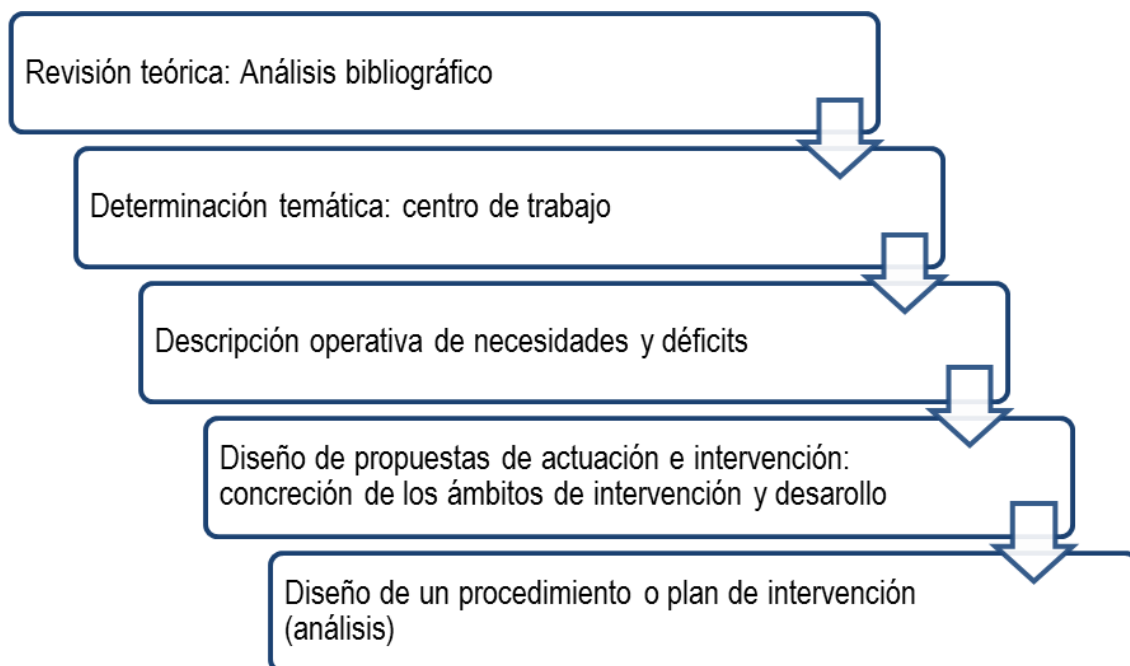 Revisión teórica: Análisis bibliográfico
Determinación temática: centro de trabajo
Descripción operativa de necesidades y déficits
Diseño de propuestas de actuación e intervención:
concreción de los ámbitos de intervención y desarollo
Diseño de un procedimiento o plan de intervención
(análisis)